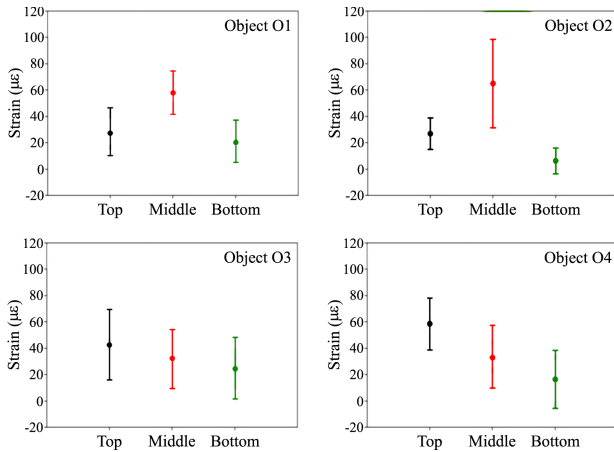 Object O1
Strain (με)
120
100
80
60
40
20
0
-20
Top Middle Bottom
Object O2
Strain (με)
120
100
80
60
40
20
0
-20
Top Middle Bottom
Object O3
Strain (με)
120
100
80
60
40
20
0
-20
Top Middle Bottom
Object O4
Strain (με)
120
100
80
60
40
20
0
-20
Top Middle Bottom